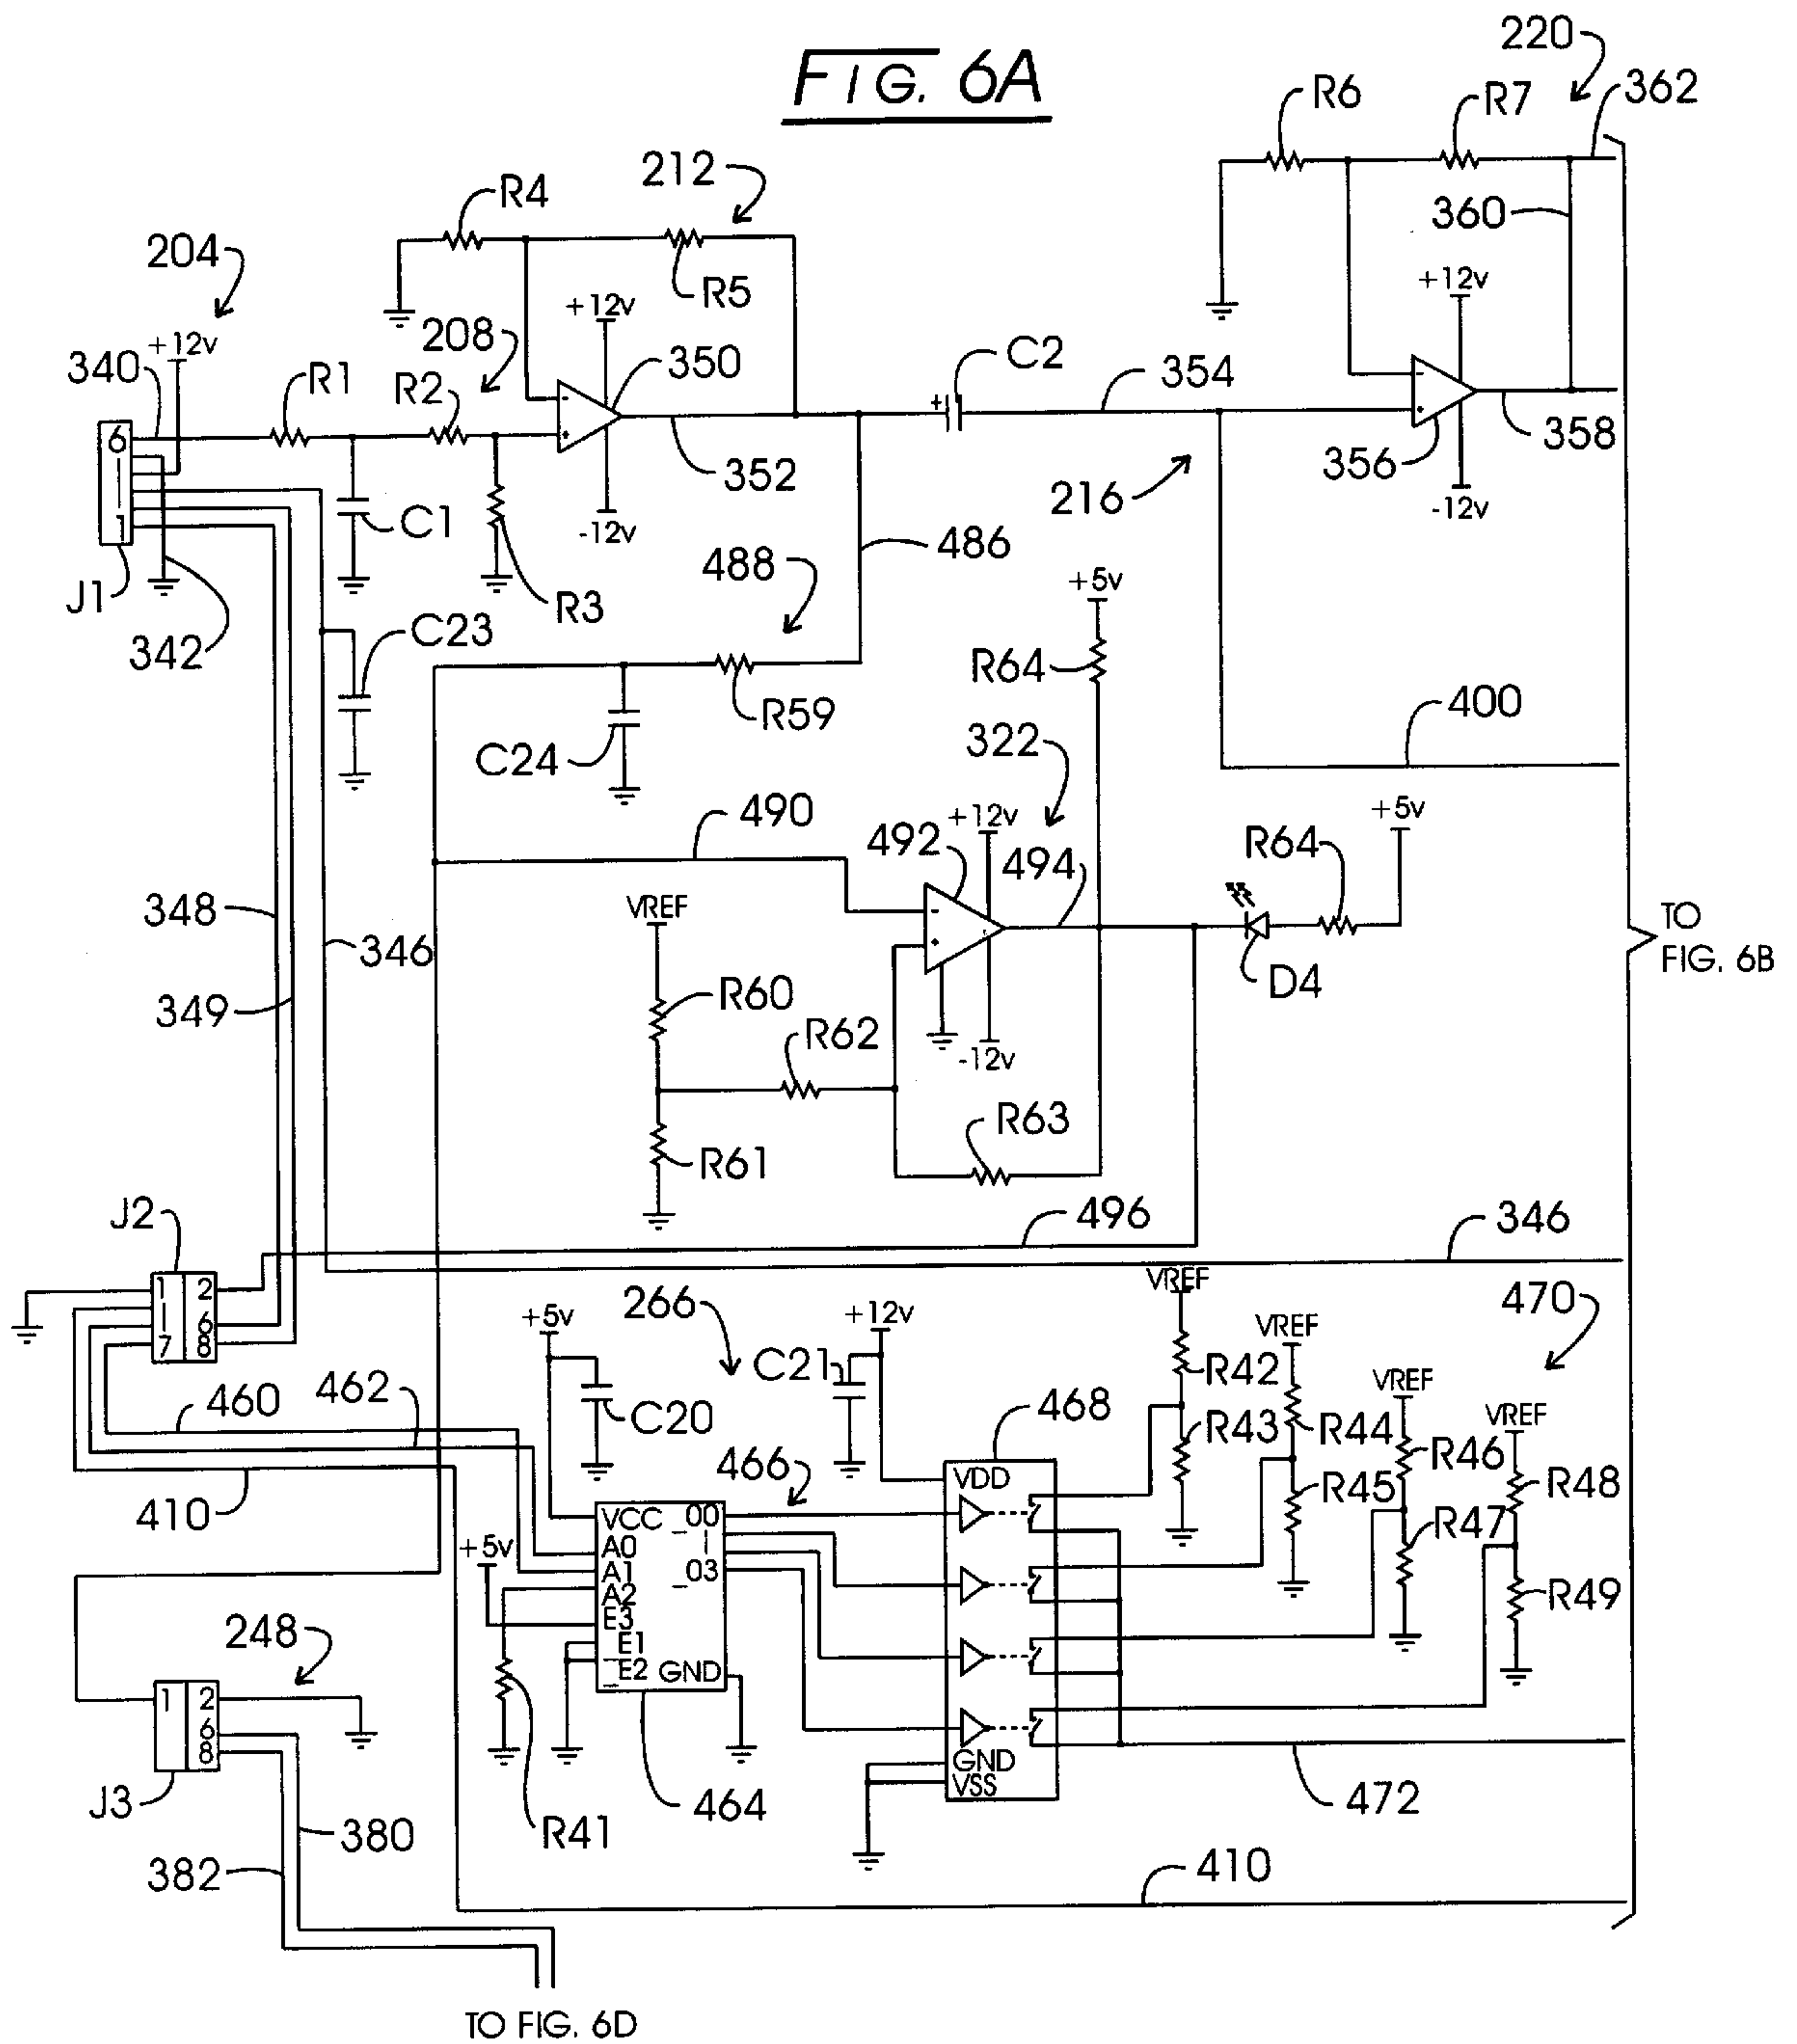 FIG. 6A
220
R6
R7
362
212
R4
360
204
R5
+12v
+12v
208
C2
340
+12v
R1
R2
350
354
6
1
352
356
358
216
-12v
C1
-12v
486
488
+5v
J1
R3
342
C23
R64
R59
400
C24
322
490
492
+12v
+5v
494
R64
348
VREF
-
+
TO
FIG. 6B
346
D4
349
R60
R62
-12v
R63
R61
J2
496
346
VREF
1
2
6
7
8
266
470
+5v
+12v
VREF
C21
R42
VREF
460
462
C20
468
R43
R44
VREF
466
R46
VDD
R45
R48
410
VCC
_00
R47
+5v
A0
A1
_03
A2
R49
E3
248
_E1
_E2
GND
1
2
6
8
GND
VSS
J3
464
472
R41
380
382
410
TO FIG. 6D